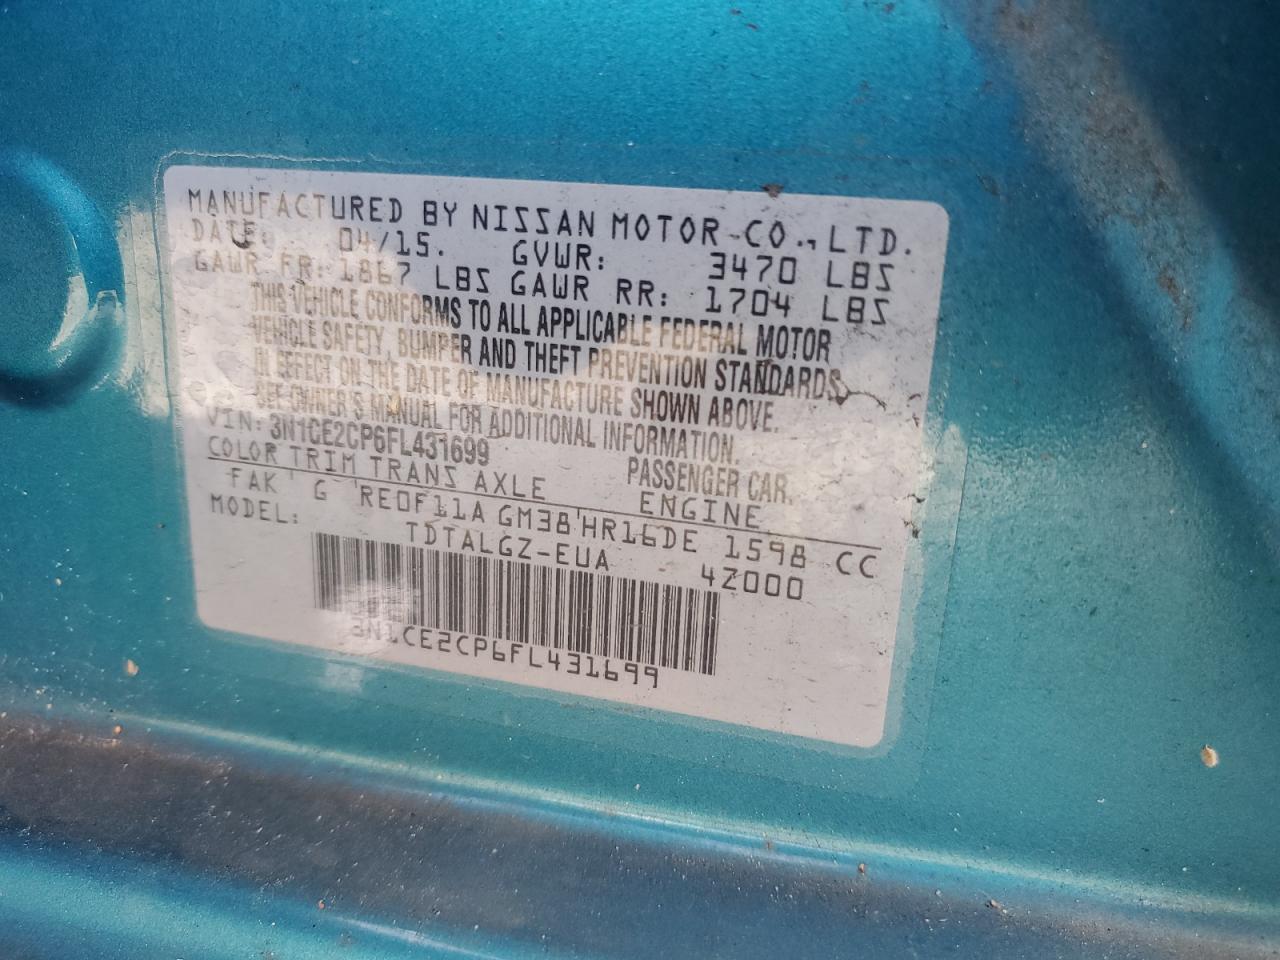 MANUFACTURED BY NISSAN MOTOR CO., LTD.
DATE: 04/15. GVWR: 3470 LBS
GAWR FR: 1867 LBS GAWR RR: 1704 LBS
THIS VEHICLE CONFORMS TO ALL APPLICABLE FEDERAL MOTOR
VEHICLE SAFETY, BUMPER AND THEFT PREVENTION STANDARDS
IN EFFECT ON THE DATE OF MANUFACTURE SHOWN ABOVE.
SEE OWNER'S MANUAL FOR ADDITIONAL INFORMATION.
VIN: 3N1CE2CP6FL431699 PASSENGER CAR.
COLOR TRIM TRANS AXLE ENGINE
FAK G RE0F11A GM38 HR16DE 1598 CC
MODEL: TDTALGZ-EUA 4Z000
3N1CE2CP6FL431699